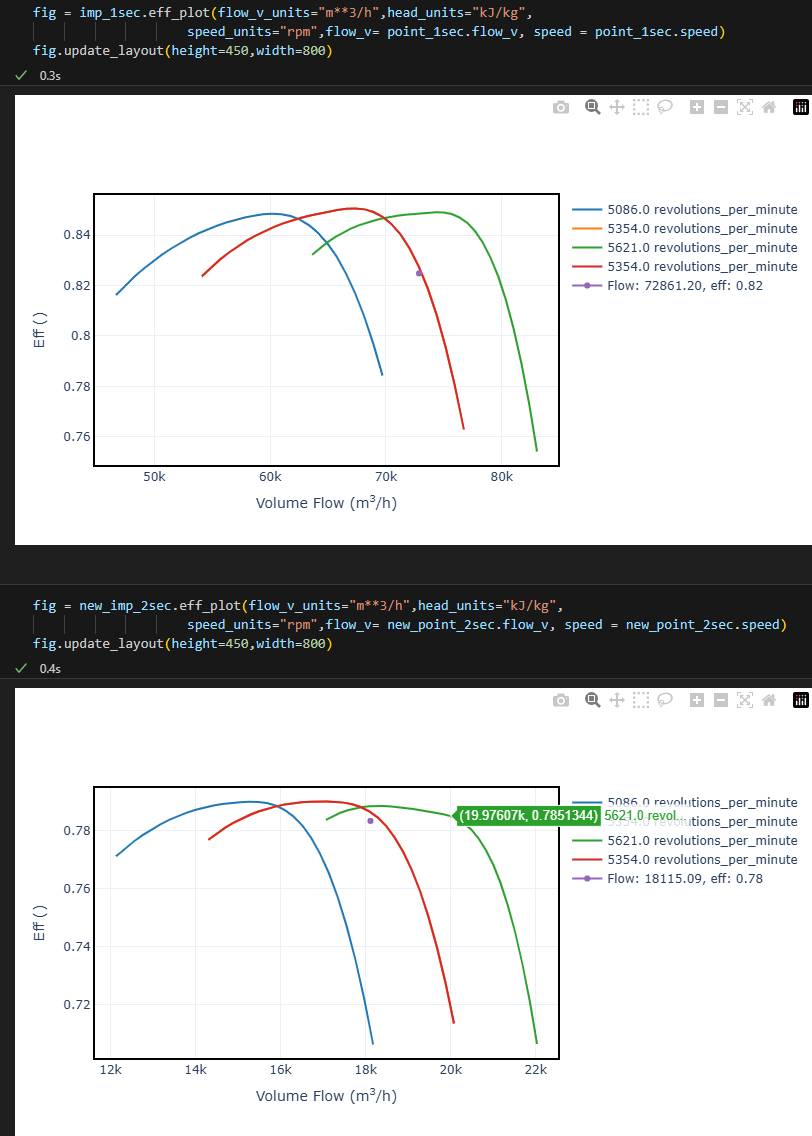 fig = imp_1sec.eff_plot(flow_v_units="m**3/h",head_units="kJ/kg",
speed_units="rpm",flow_v= point_1sec.flow_v, speed = point_1sec.speed)
fig.update_layout(height=450,width=800)
0.3s
5086.0 revolutions_per_minute
5354.0 revolutions_per_minute
5621.0 revolutions_per_minute
5354.0 revolutions_per_minute
Flow: 72861.20, eff: 0.82
0.84
0.82
0.8
0.78
0.76
Eff ()
50k 60k 70k 80k
Volume Flow (m³/h)
fig = new_imp_2sec.eff_plot(flow_v_units="m**3/h",head_units="kJ/kg",
speed_units="rpm",flow_v= new_point_2sec.flow_v, speed = new_point_2sec.speed)
fig.update_layout(height=450,width=800)
0.4s
5086.0 revolutions_per_minute
(19.97607k, 0.7851344) 5621.0 revol...
5354.0 revolutions_per_minute
5621.0 revolutions_per_minute
5354.0 revolutions_per_minute
Flow: 18115.09, eff: 0.78
0.78
0.76
0.74
0.72
Eff ()
12k 14k 16k 18k 20k 22k
Volume Flow (m³/h)